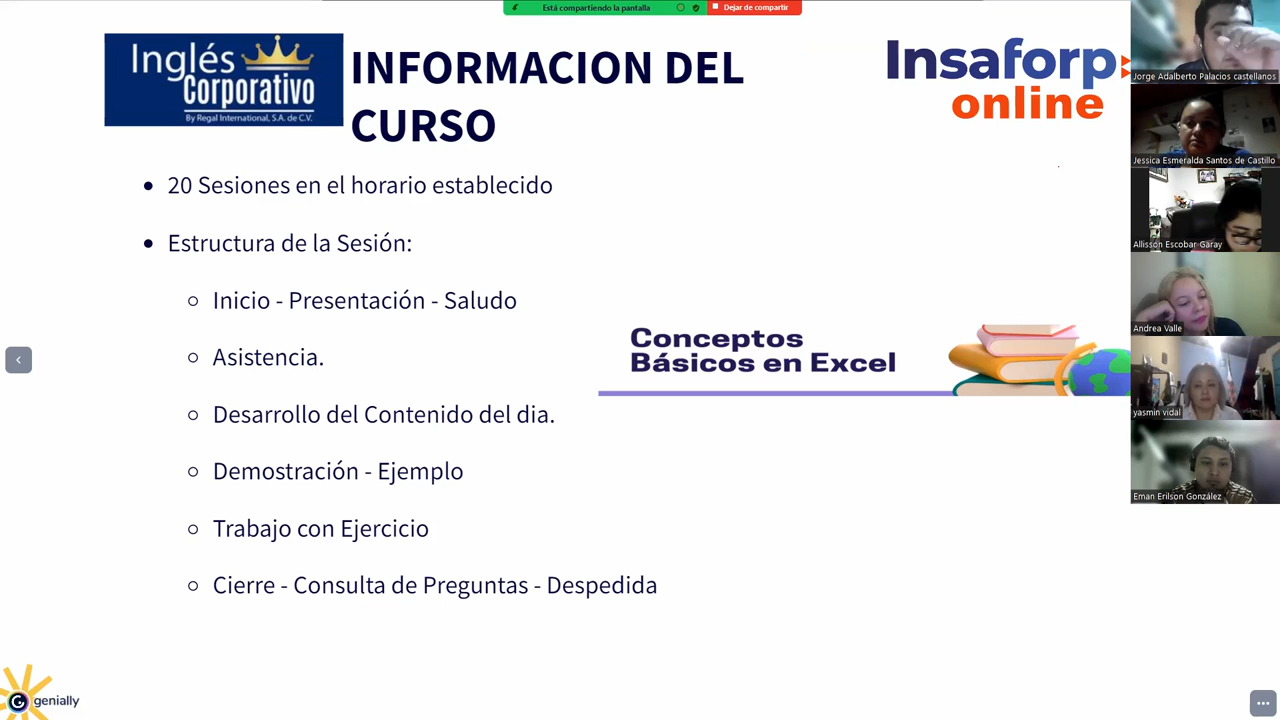 Está compartiendo la pantalla
Dejar de compartir
Inglés
Corporativo
By Regal International, S.A. de C.V.
INFORMACION DEL
CURSO
Insaforp
online
• 20 Sesiones en el horario establecido
• Estructura de la Sesión:
○ Inicio - Presentación - Saludo
○ Asistencia.
○ Desarrollo del Contenido del dia.
○ Demostración - Ejemplo
○ Trabajo con Ejercicio
○ Cierre - Consulta de Preguntas - Despedida
Conceptos
Básicos en Excel
Jorge Adalberto Palacios castellanos
Jessica Esmeralda Santos de Castillo
Allisson Escobar Garay
Andrea Valle
yasmin vidal
Eman Erilson González
genially